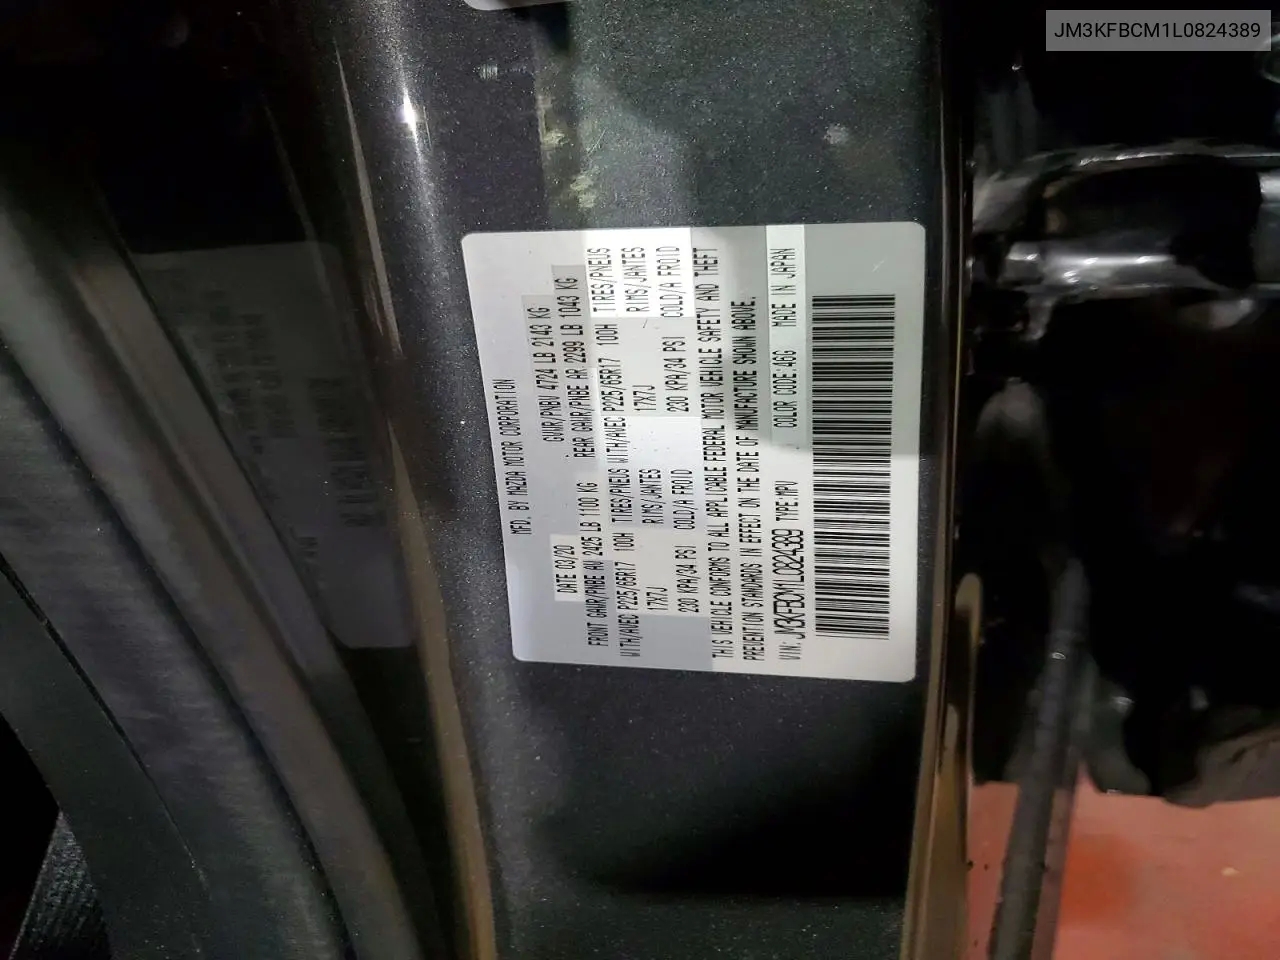 JM3KFBCM1L0824389
MFD. BY MAZDA MOTOR CORPORATION
DATE 03/20 GVWR/PNBV 4724 LB 2143 KG
FRONT GAWR/PNBE AV 2425 LB 1100 KG REAR GAWR/PNBE AR 2299 LB 1043 KG
WITH/AVEC P225/65R17 100H TIRES/PNEUS WITH/AVEC P225/65R17 100H TIRES/PNEUS
17X7J RIMS/JANTES 17X7J RIMS/JANTES
230 KPA/34 PSI COLD/A FROID 230 KPA/34 PSI COLD/A FROID
THIS VEHICLE CONFORMS TO ALL APPLICABLE FEDERAL MOTOR VEHICLE SAFETY AND THEFT
PREVENTION STANDARDS IN EFFECT ON THE DATE OF MANUFACTURE SHOWN ABOVE.
VIN: JM3KFBCM1L0824389 TYPE:MPV COLOR CODE:46G MADE IN JAPAN